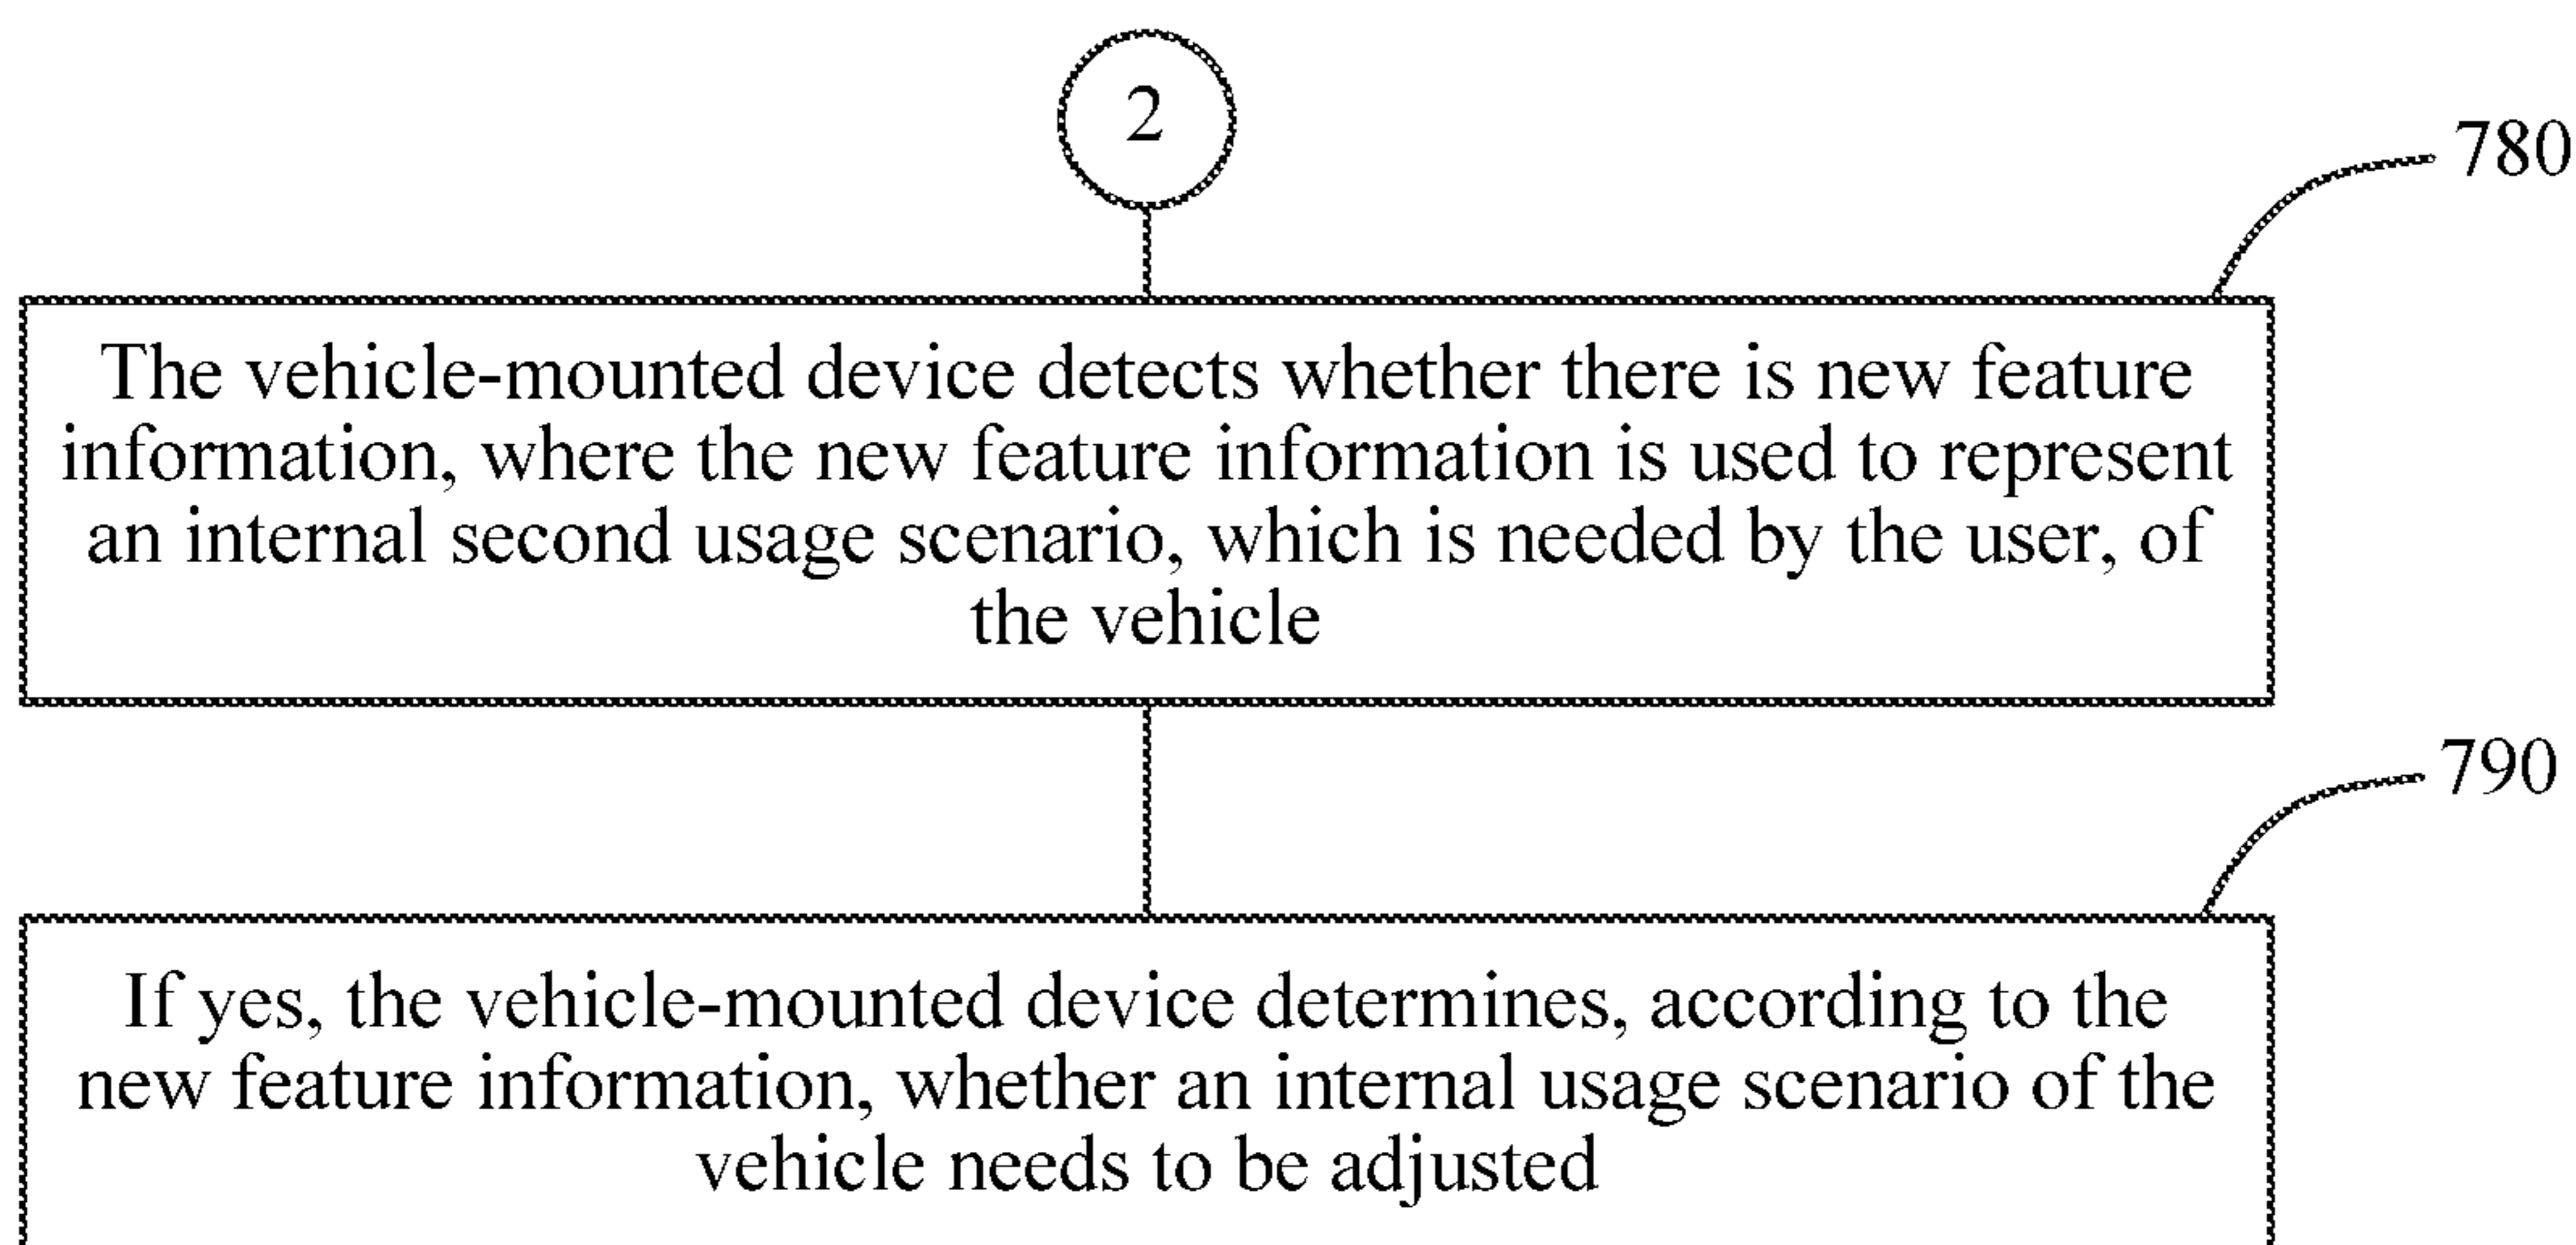 2
780
The vehicle-mounted device detects whether there is new feature
information, where the new feature information is used to represent
an internal second usage scenario, which is needed by the user, of
the vehicle
790
If yes, the vehicle-mounted device determines, according to the
new feature information, whether an internal usage scenario of the
vehicle needs to be adjusted